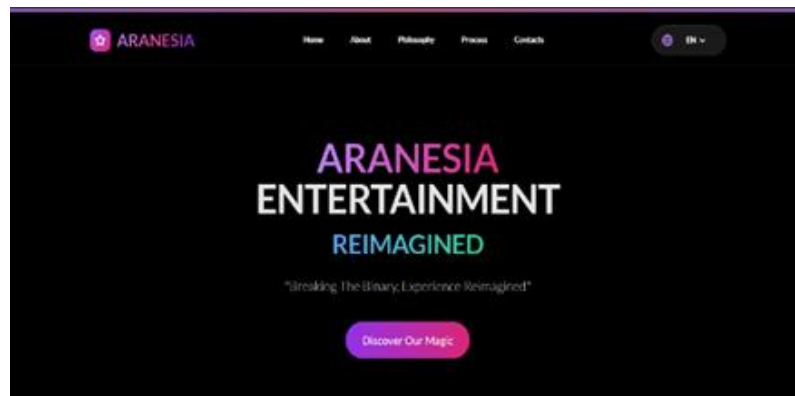 ARANESIA
Home About Philosophy Process Contacts
EN
ARANESIA
ENTERTAINMENT
REIMAGINED
"Breaking The Binary, Experience Reimagined"
Discover Our Magic